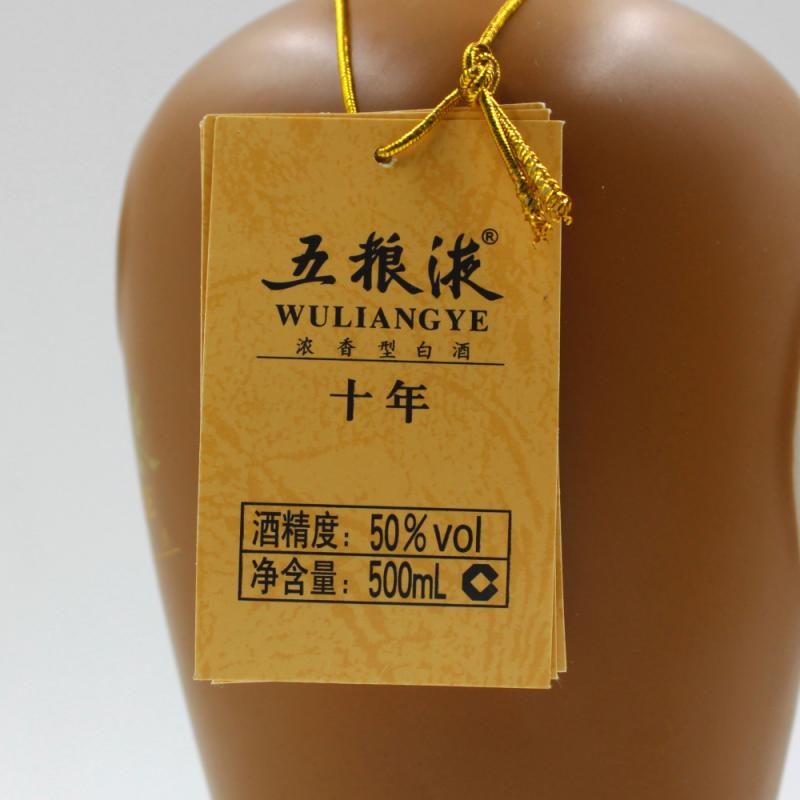 五粮液®
WULIANGYE
浓香型白酒
十年
酒精度：50%vol
净含量：500mL C